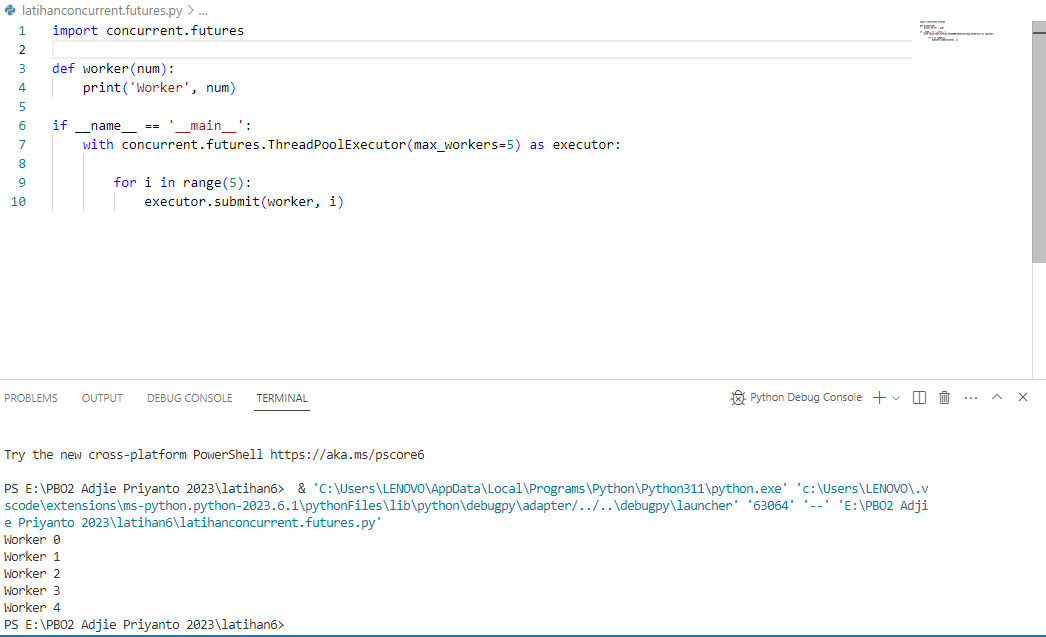 latihanconcurrent.futures.py > ...
1 import concurrent.futures
2
3 def worker(num):
4     print('Worker', num)
5
6 if __name__ == '__main__':
7     with concurrent.futures.ThreadPoolExecutor(max_workers=5) as executor:
8
9         for i in range(5):
10             executor.submit(worker, i)
PROBLEMS OUTPUT DEBUG CONSOLE TERMINAL Python Debug Console
Try the new cross-platform PowerShell https://aka.ms/pscore6
PS E:\PBO2 Adjie Priyanto 2023\latihan6>  & 'C:\Users\LENOVO\AppData\Local\Programs\Python\Python311\python.exe' 'c:\Users\LENOVO\.v
scode\extensions\ms-python.python-2023.6.1\pythonFiles\lib\python\debugpy\adapter/../..\debugpy\launcher' '63064' '--' 'E:\PBO2 Adji
e Priyanto 2023\latihan6\latihanconcurrent.futures.py'
Worker 0
Worker 1
Worker 2
Worker 3
Worker 4
PS E:\PBO2 Adjie Priyanto 2023\latihan6>